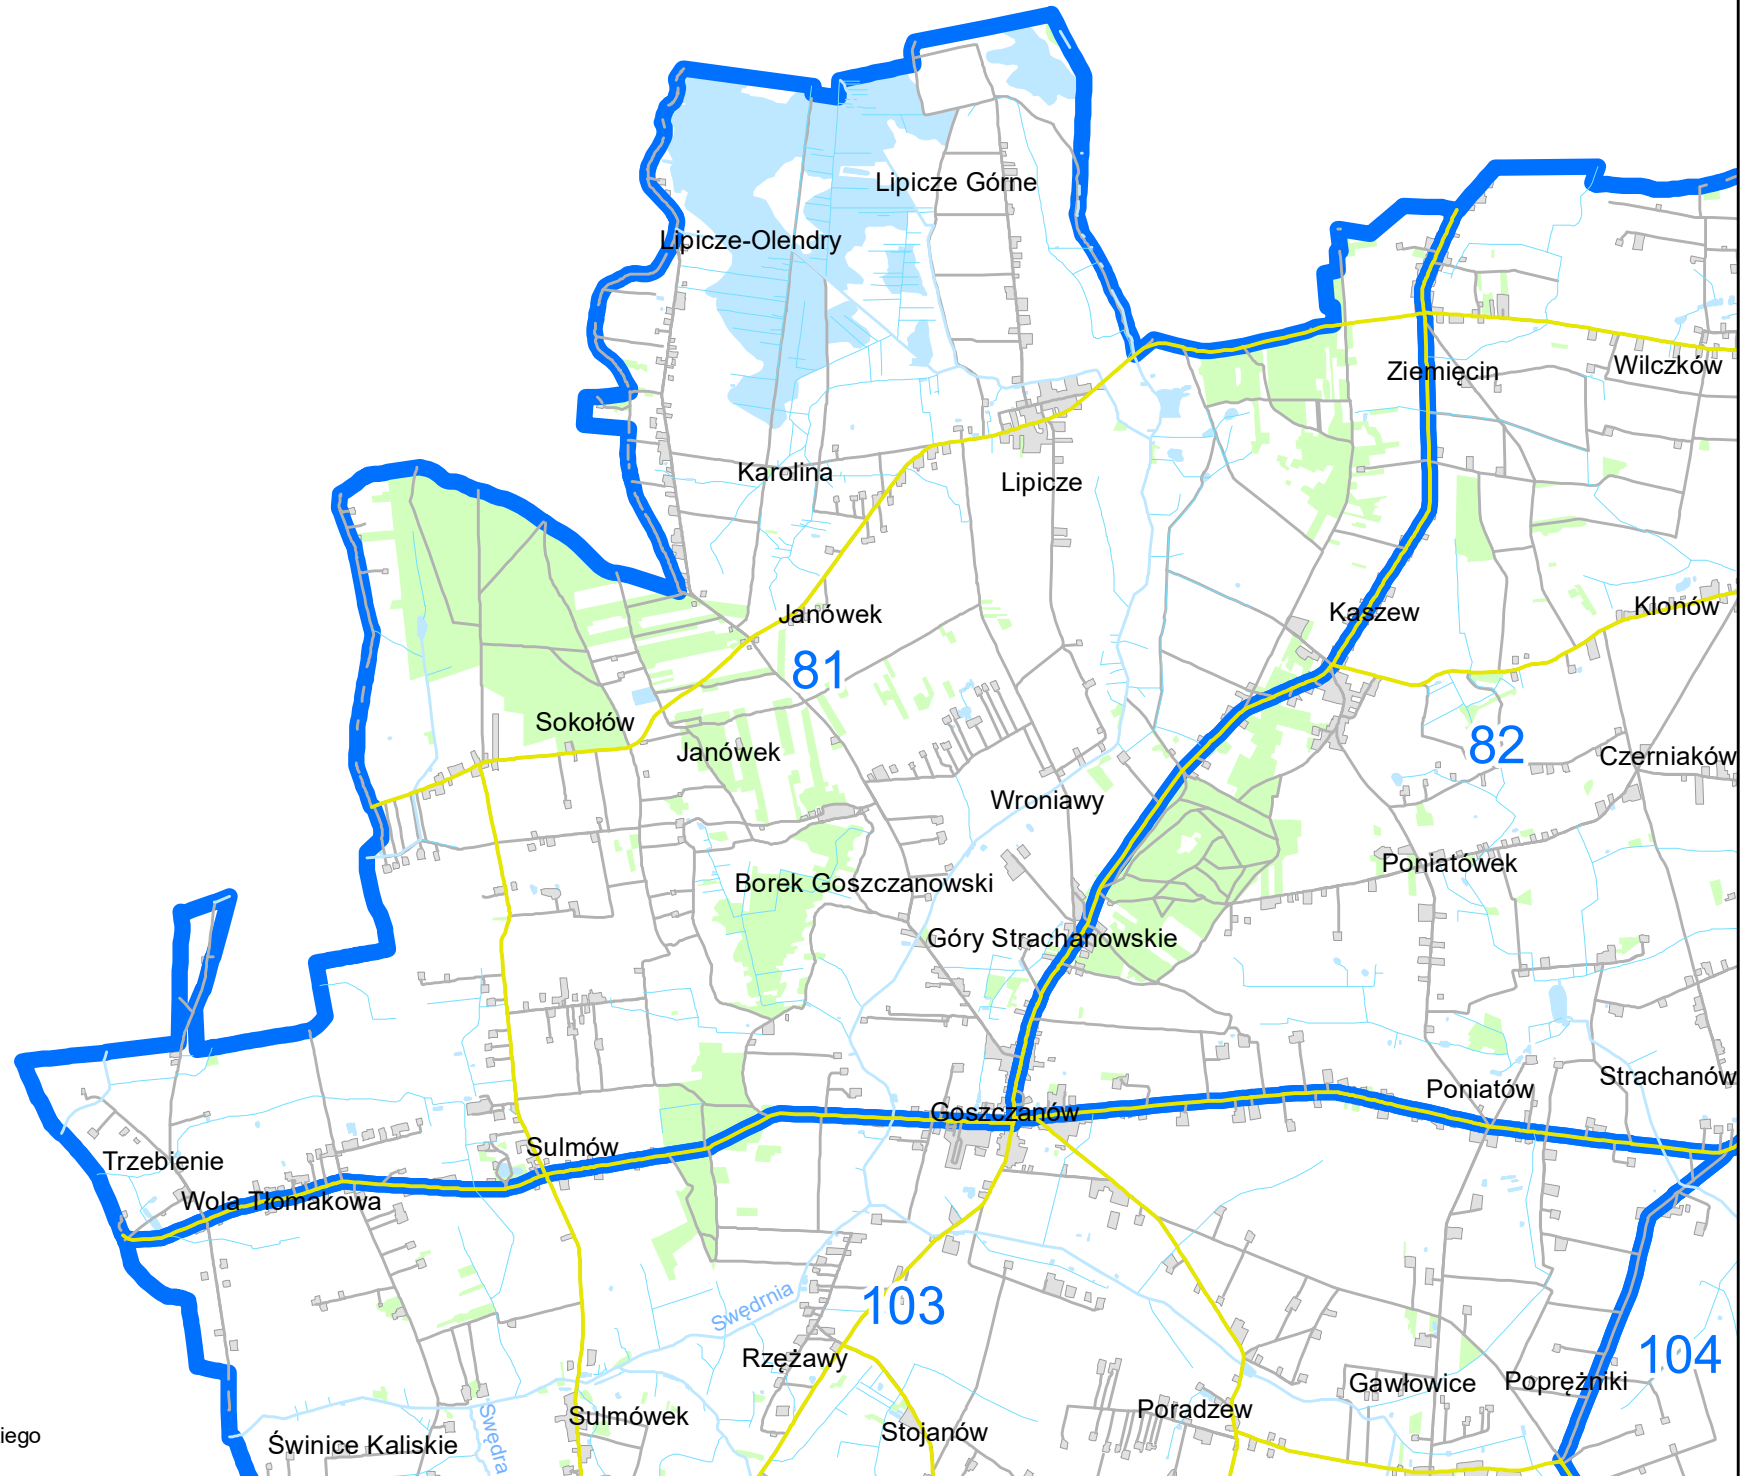 Lipicze Górne
Lipicze-Olendry
Ziemięcin
Wilczków
Karolina
Lipicze
Janówek
Kaszew
Klonów
81
Sokołów
Janówek
82
Czerniaków
Wroniawy
Poniatówek
Borek Goszczanowski
Góry Strachanowskie
Strachanów
Poniatów
Goszczanów
Sulmów
Trzebienie
Wola Tłomakowa
Swędrnia
103
Rzężawy
104
Gawłowice
Poprężniki
Poradzew
Sulmówek
Stojanów
Swędra
iego
Świnice Kaliskie